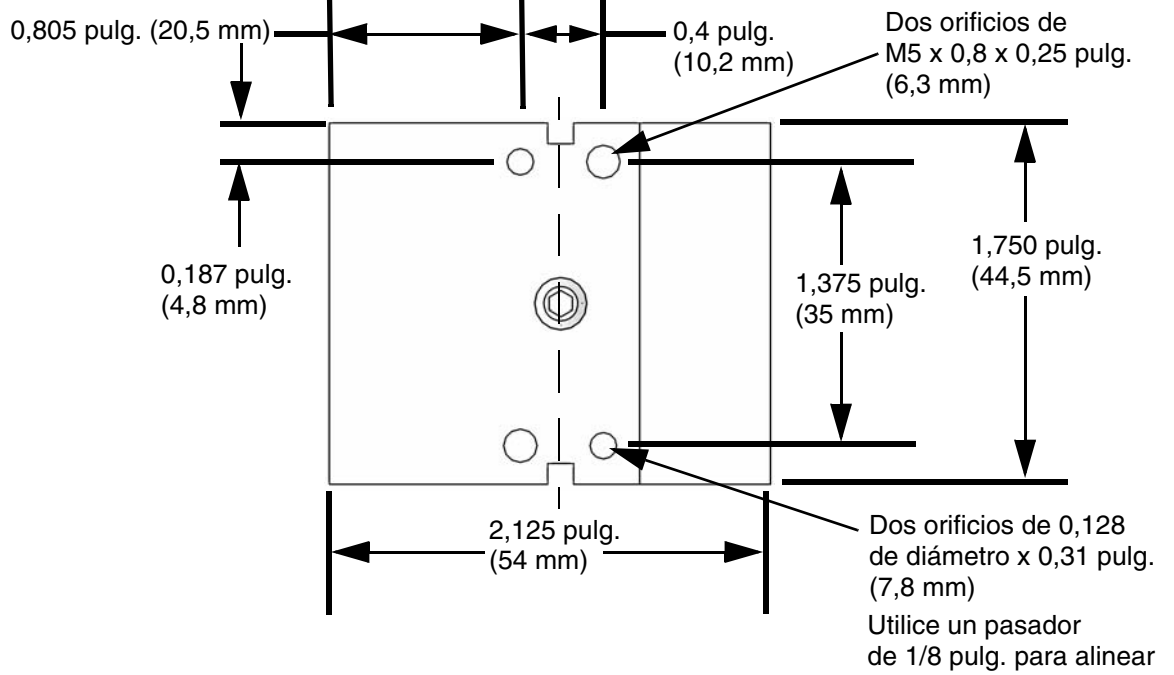 0,805 pulg. (20,5 mm)
0,4 pulg.
(10,2 mm)
Dos orificios de
M5 x 0,8 x 0,25 pulg.
(6,3 mm)
0,187 pulg.
(4,8 mm)
1,375 pulg.
(35 mm)
1,750 pulg.
(44,5 mm)
2,125 pulg.
(54 mm)
Dos orificios de 0,128
de diámetro x 0,31 pulg.
(7,8 mm)
Utilice un pasador
de 1/8 pulg. para alinear